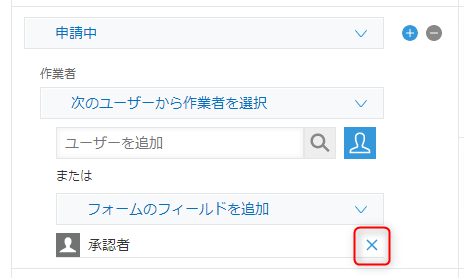 申請中
作業者
次のユーザーから作業者を選択
ユーザーを追加
または
フォームのフィールドを追加
承認者